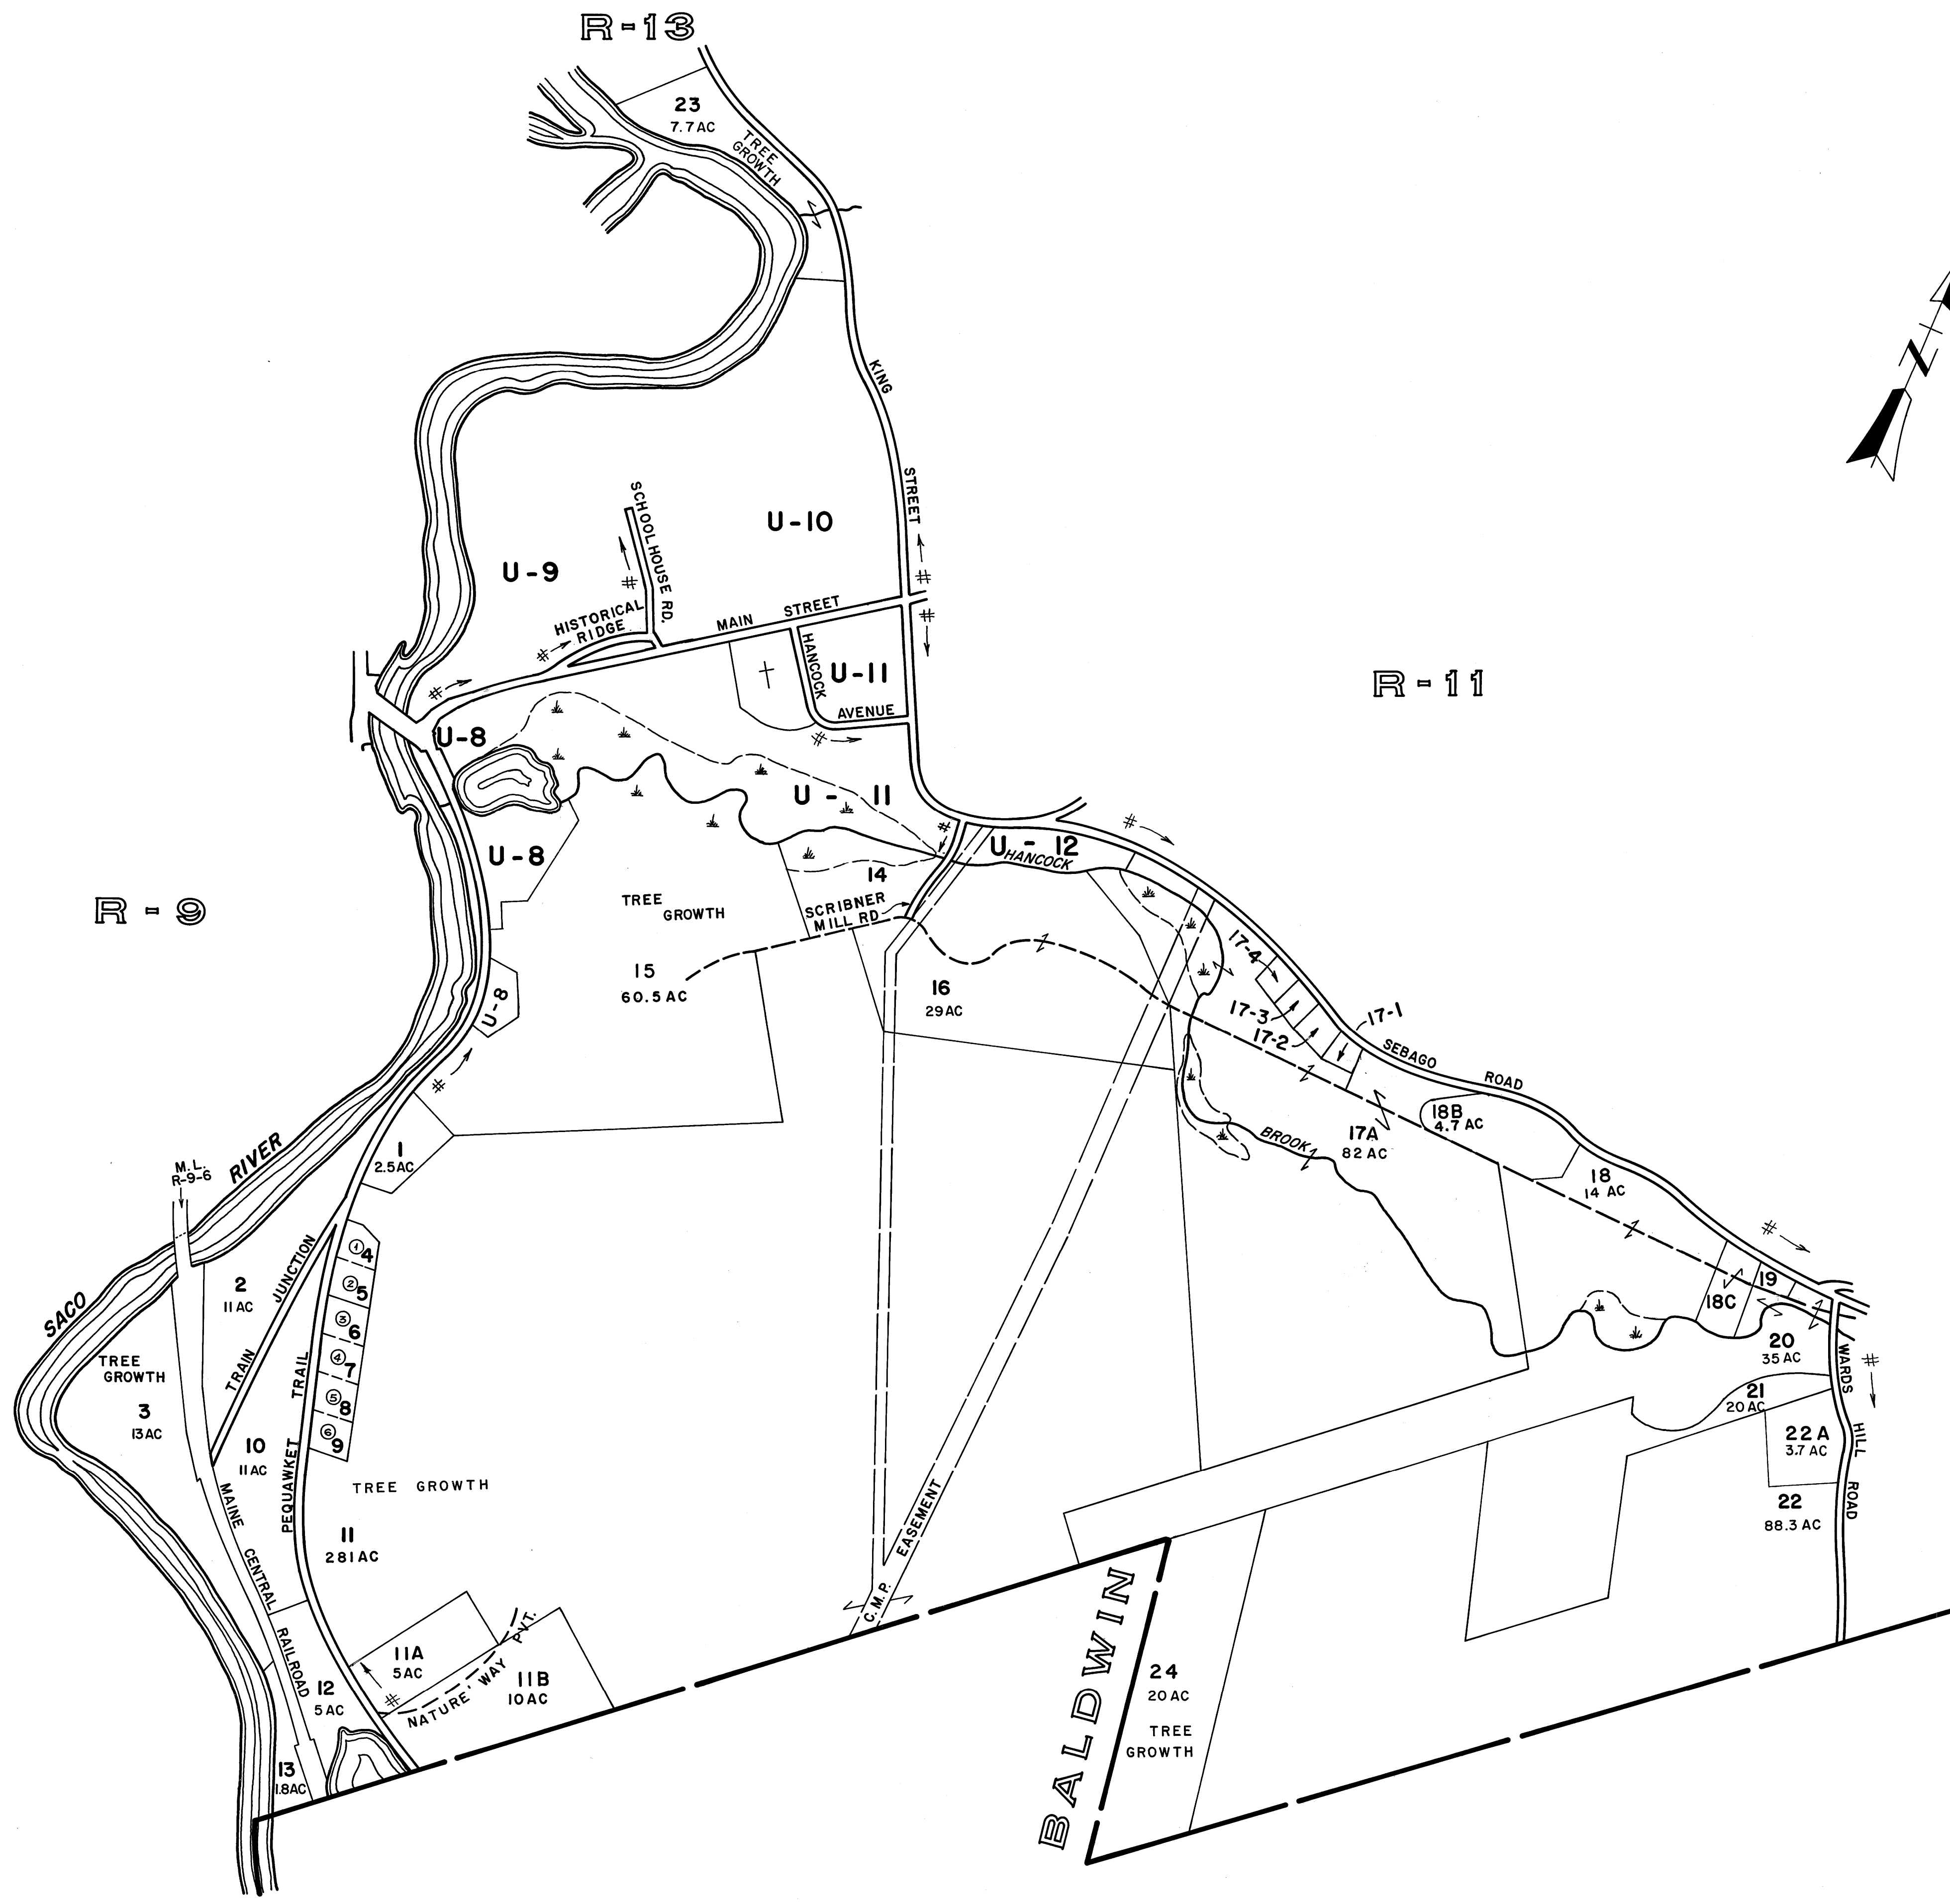 R-13
23
7.7 AC
TREE
GROWTH
KING
STREET
N
U-10
U-9
SCHOOLHOUSE RD.
HISTORICAL
RIDGE
MAIN STREET
HANCOCK
AVENUE
U-11
R-11
U-8
U - 11
U - 12
HANCOCK
U-8
14
SCRIBNER
MILL RD
TREE
GROWTH
R-9
15
60.5 AC
U-8
16
29 AC
17-4
17-3
17-2
17-1
SEBAGO ROAD
18B
4.7 AC
17A
82 AC
BROOK
18
14 AC
1
2.5 AC
M.L.
R-9-6
SACO RIVER
2
11 AC
TRAIN JUNCTION
1 4
2 5
3 6
4 7
5 8
6 9
18C
19
20
35 AC
WARDS HILL ROAD
21
20 AC
22A
3.7 AC
22
88.3 AC
TREE
GROWTH
3
13 AC
10
11 AC
PEQUAWKET TRAIL
MAINE CENTRAL RAILROAD
TREE GROWTH
11
281 AC
C.M.P. EASEMENT
11A
5 AC
NATURE' WAY PVT.
11B
10 AC
12
5 AC
13
1.8 AC
BALDWIN
24
20 AC
TREE
GROWTH